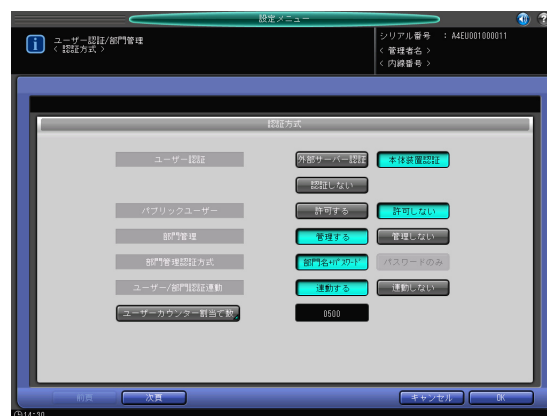 設定メニュー
ユーザー認証/部門管理
< 認証方式 >
シリアル番号 : A4EU001000011
< 管理者名 >
< 内線番号 >
認証方式
ユーザー認証 外部サーバー認証 本体装置認証
認証しない
パブリックユーザー 許可する 許可しない
部門管理 管理する 管理しない
部門管理認証方式 部門名+パスワード パスワードのみ
ユーザー/部門認証連動 連動する 連動しない
ユーザーカウンター割当て数 0500
前頁 次頁 キャンセル OK
14:30